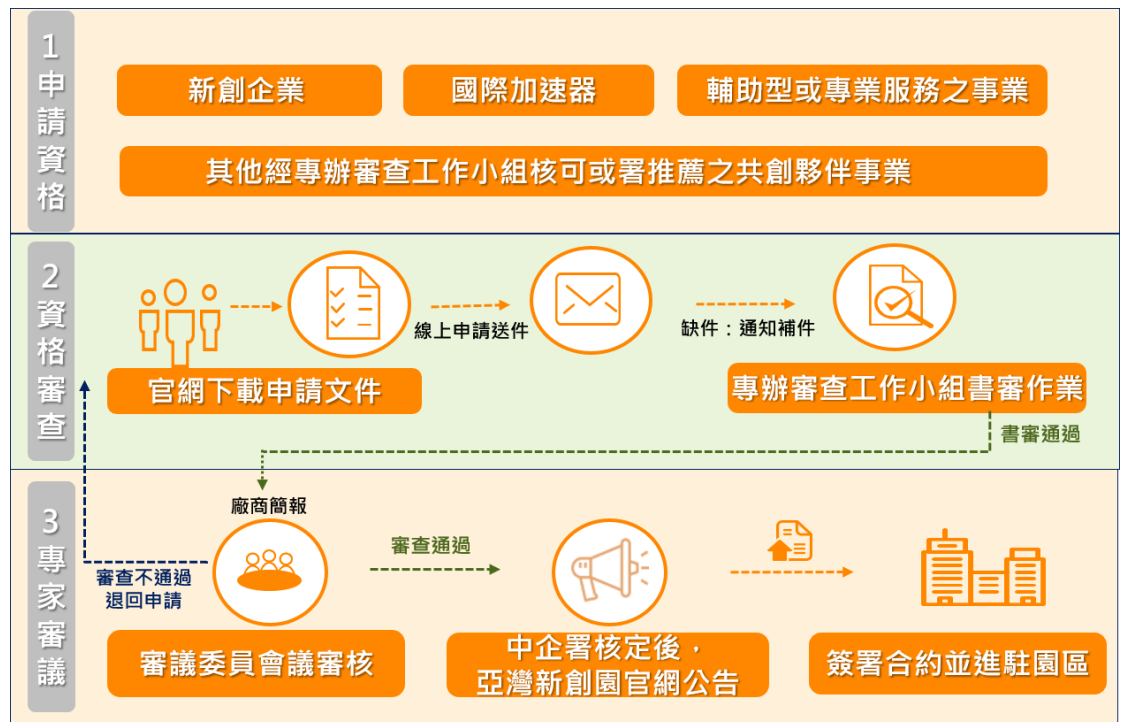 1申請資格
新創企業
國際加速器
輔助型或專業服務之事業
其他經專辦審查工作小組核可或署推薦之共創夥伴事業
2資格審查
線上申請送件
缺件：通知補件
官網下載申請文件
專辦審查工作小組書審作業
書審通過
3專家審議
廠商簡報
審查通過
審查不通過
退回申請
審議委員會議審核
中企署核定後，
亞灣新創園官網公告
簽署合約並進駐園區